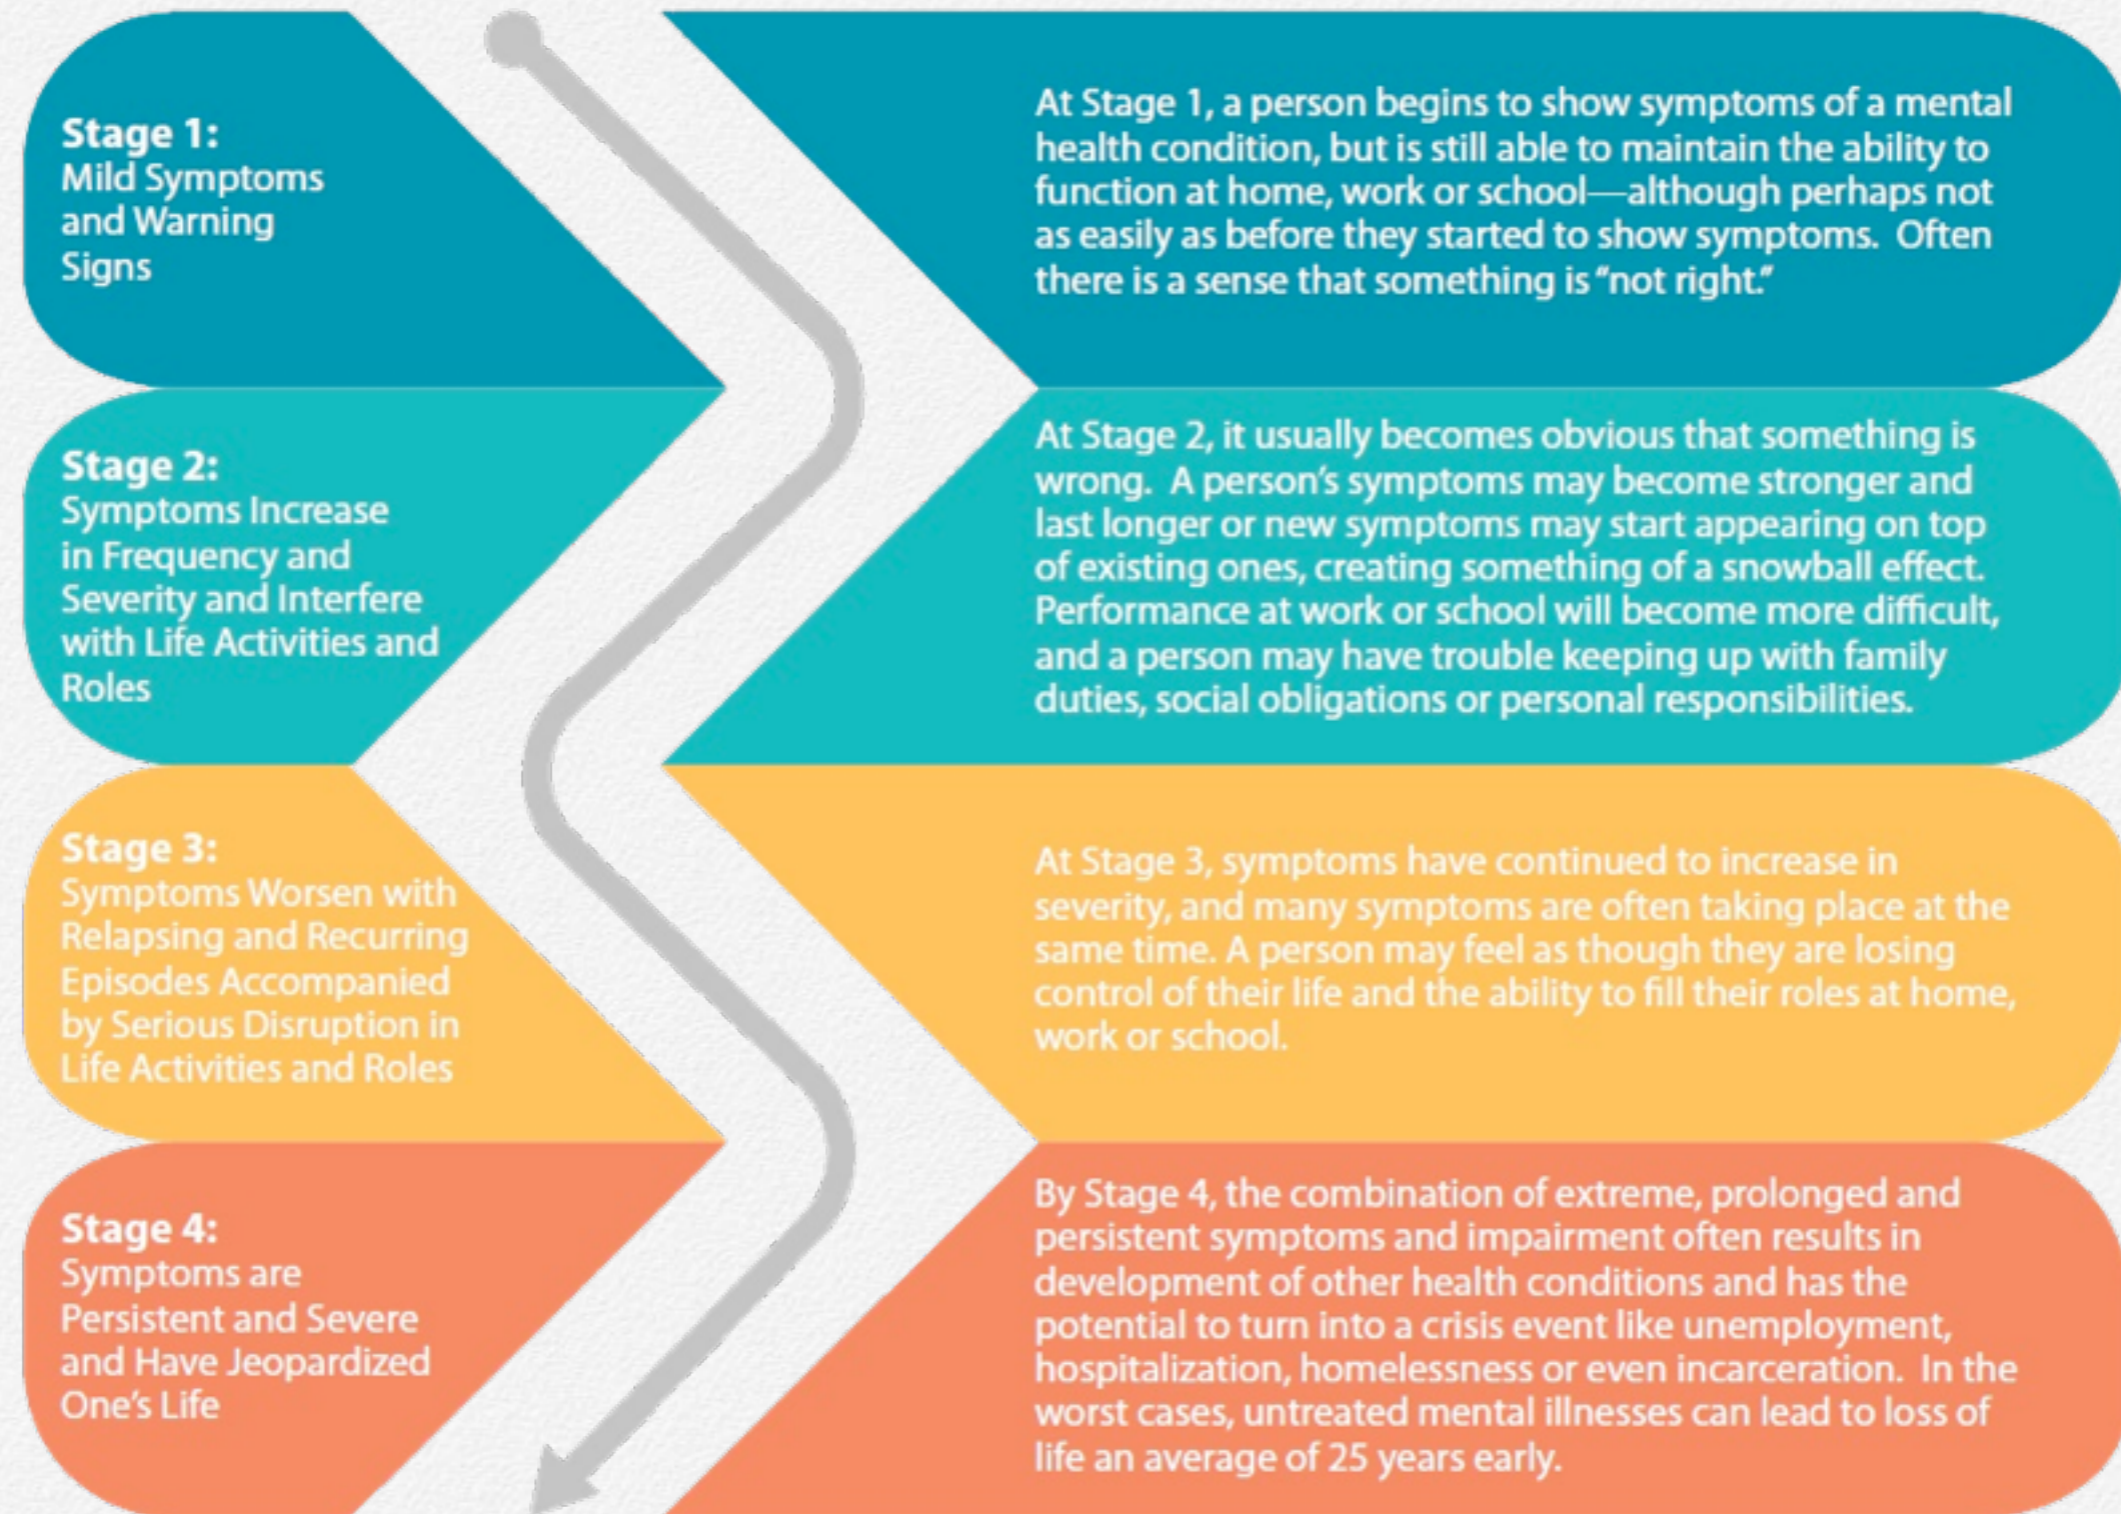 Stage 1:
Mild Symptoms
and Warning
Signs
At Stage 1, a person begins to show symptoms of a mental
health condition, but is still able to maintain the ability to
function at home, work or school—although perhaps not
as easily as before they started to show symptoms.  Often
there is a sense that something is “not right.”
Stage 2:
Symptoms Increase
in Frequency and
Severity and Interfere
with Life Activities and
Roles
At Stage 2, it usually becomes obvious that something is
wrong.  A person’s symptoms may become stronger and
last longer or new symptoms may start appearing on top
of existing ones, creating something of a snowball effect.
Performance at work or school will become more difficult,
and a person may have trouble keeping up with family
duties, social obligations or personal responsibilities.
Stage 3:
Symptoms Worsen with
Relapsing and Recurring
Episodes Accompanied
by Serious Disruption in
Life Activities and Roles
At Stage 3, symptoms have continued to increase in
severity, and many symptoms are often taking place at the
same time. A person may feel as though they are losing
control of their life and the ability to fill their roles at home,
work or school.
Stage 4:
Symptoms are
Persistent and Severe
and Have Jeopardized
One’s Life
By Stage 4, the combination of extreme, prolonged and
persistent symptoms and impairment often results in
development of other health conditions and has the
potential to turn into a crisis event like unemployment,
hospitalization, homelessness or even incarceration.  In the
worst cases, untreated mental illnesses can lead to loss of
life an average of 25 years early.